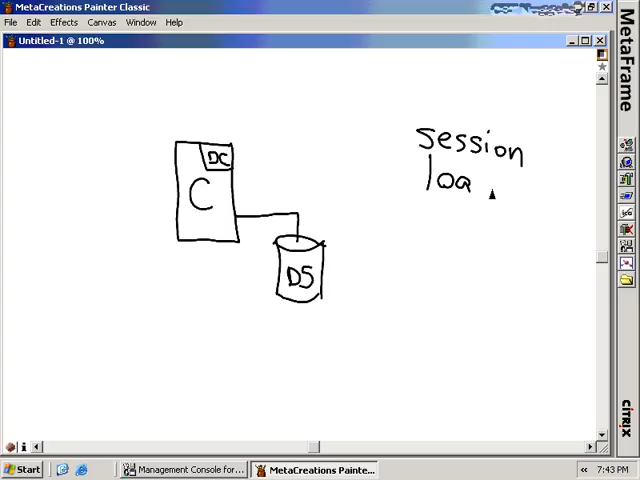 MetaCreations Painter Classic
File Edit Effects Canvas Window Help
Untitled-1 @ 100%
DC
C
DS
session
loa
MetaFrame
CITRIX
Start
Management Console for...
MetaCreations Painte...
« 7:43 PM